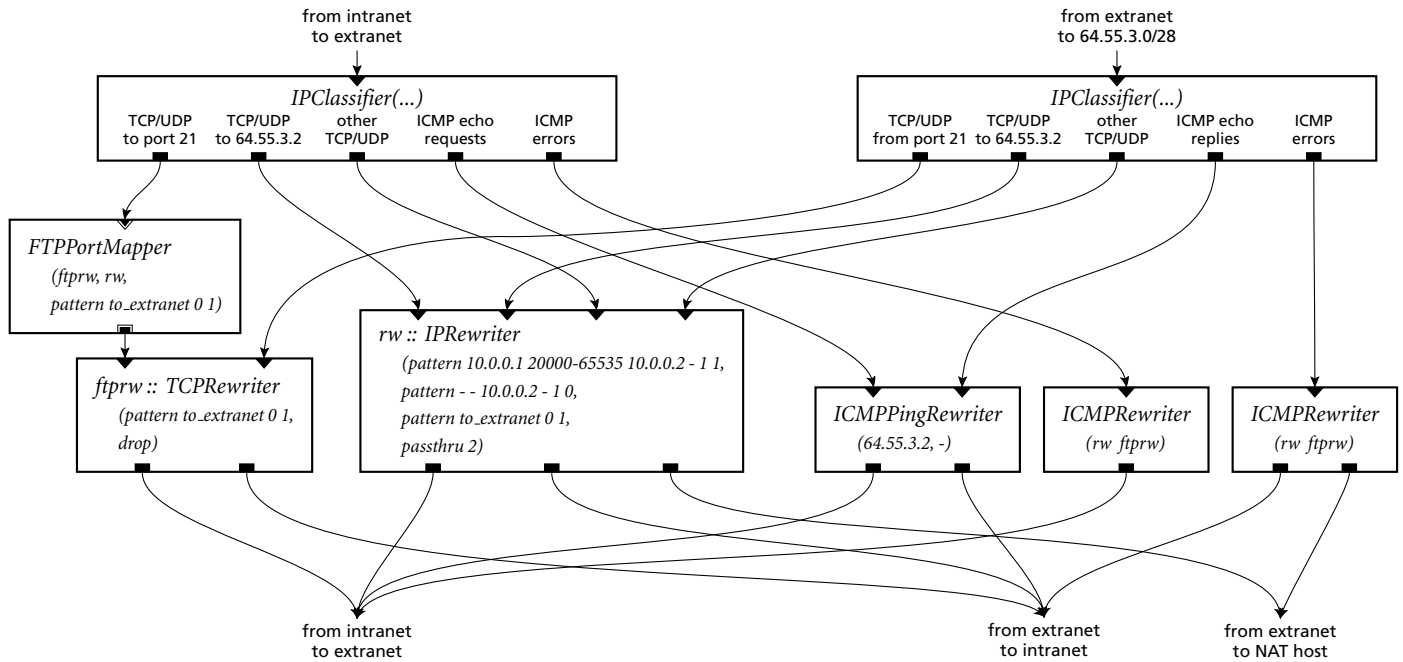 from intranet
to extranet
from extranet
to 64.55.3.0/28
IPClassifier(...)
TCP/UDP
to port 21
TCP/UDP
to 64.55.3.2
other
TCP/UDP
ICMP echo
requests
ICMP
errors
IPClassifier(...)
TCP/UDP
from port 21
TCP/UDP
to 64.55.3.2
other
TCP/UDP
ICMP echo
replies
ICMP
errors
FTPPortMapper
(ftprw, rw,
pattern to_extranet 0 1)
ftprw :: TCPRewriter
(pattern to_extranet 0 1,
drop)
rw :: IPRewriter
(pattern 10.0.0.1 20000-65535 10.0.0.2 - 1 1,
pattern - - 10.0.0.2 - 1 0,
pattern to_extranet 0 1,
passthru 2)
ICMPPingRewriter
(64.55.3.2, -)
ICMPRewriter
(rw ftprw)
ICMPRewriter
(rw ftprw)
from intranet
to extranet
from extranet
to intranet
from extranet
to NAT host